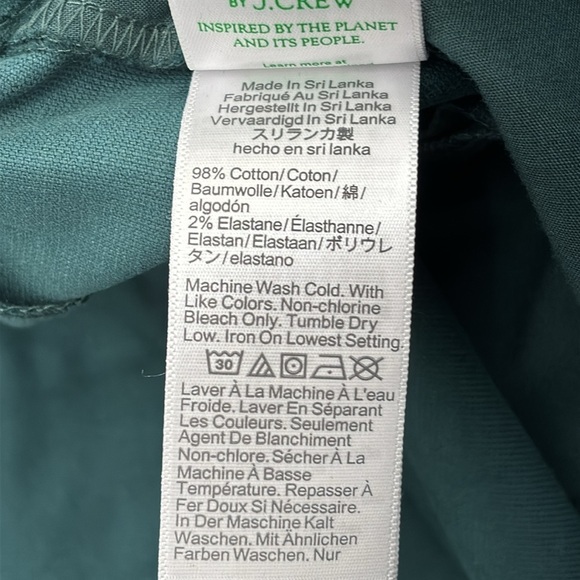 BY J.CREW
INSPIRED BY THE PLANET
AND ITS PEOPLE.
Learn more at
Made In Sri Lanka
Fabriqué Au Sri Lanka
Hergestellt In Sri Lanka
Vervaardigd In Sri Lanka
スリランカ製
hecho en sri lanka
98% Cotton/Coton/
Baumwolle/Katoen/綿/
algodón
2% Elastane/Élasthanne/
Elastan/Elastaan/ポリウレ
タン/elastano
Machine Wash Cold. With
Like Colors. Non-chlorine
Bleach Only. Tumble Dry
Low. Iron On Lowest Setting.
30
Laver À La Machine À L'eau
Froide. Laver En Séparant
Les Couleurs. Seulement
Agent De Blanchiment
Non-chlore. Sécher À La
Machine À Basse
Température. Repasser À
Fer Doux Si Nécessaire.
In Der Maschine Kalt
Waschen. Mit Ähnlichen
Farben Waschen. Nur